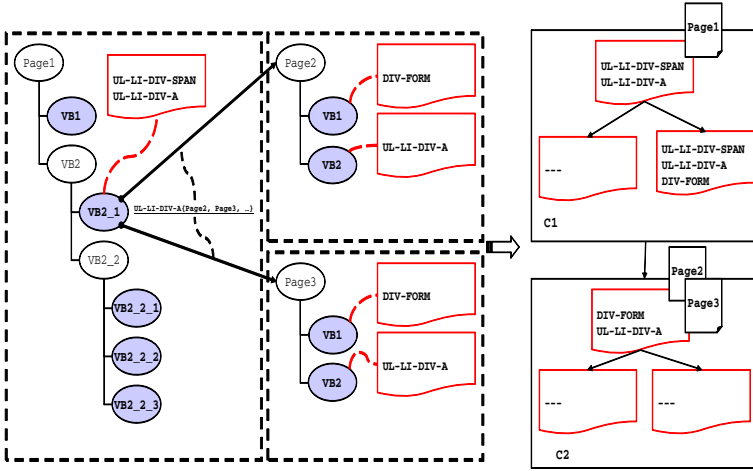 Page1
VB1
VB2
VB2_1
VB2_2
VB2_2_1
VB2_2_2
VB2_2_3
UL-LI-DIV-SPAN
UL-LI-DIV-A
UL-LI-DIV-A{Page2, Page3, …}
Page2
VB1
VB2
DIV-FORM
UL-LI-DIV-A
Page3
VB1
VB2
DIV-FORM
UL-LI-DIV-A
Page1
UL-LI-DIV-SPAN
UL-LI-DIV-A
---
UL-LI-DIV-SPAN
UL-LI-DIV-A
DIV-FORM
C1
Page2
Page3
DIV-FORM
UL-LI-DIV-A
---
---
C2